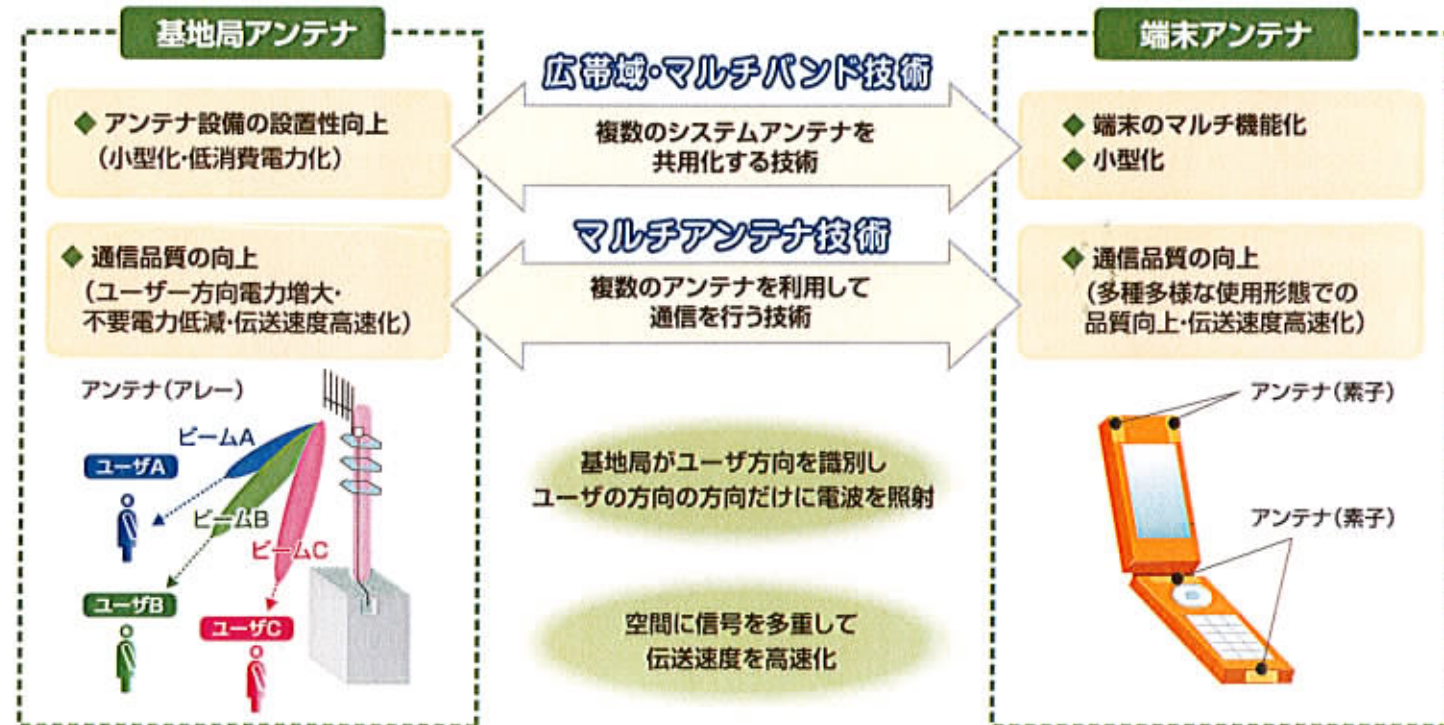 基地局アンテナ
◆ アンテナ設備の設置性向上
（小型化・低消費電力化）
◆ 通信品質の向上
（ユーザー方向電力増大・
不要電力低減・伝送速度高速化）
アンテナ（アレー）
ビームA
ユーザA
ビームB
ビームC
ユーザB
ユーザC
広帯域・マルチバンド技術
複数のシステムアンテナを
共用化する技術
マルチアンテナ技術
複数のアンテナを利用して
通信を行う技術
基地局がユーザ方向を識別し
ユーザの方向の方向だけに電波を照射
空間に信号を多重して
伝送速度を高速化
端末アンテナ
◆ 端末のマルチ機能化
◆ 小型化
◆ 通信品質の向上
（多種多様な使用形態での
品質向上・伝送速度高速化）
アンテナ（素子）
アンテナ（素子）